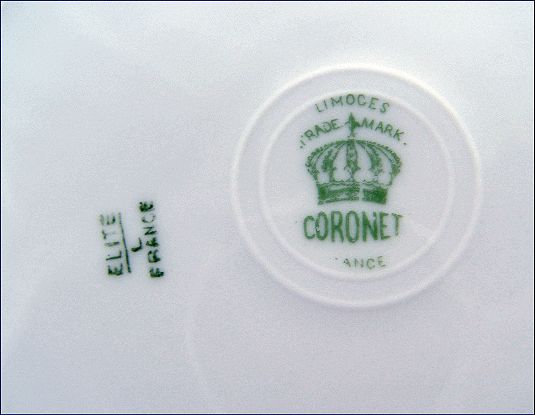 LIMOGES
TRADE MARK
CORONET
ANCE
ELITE
L
FRANCE